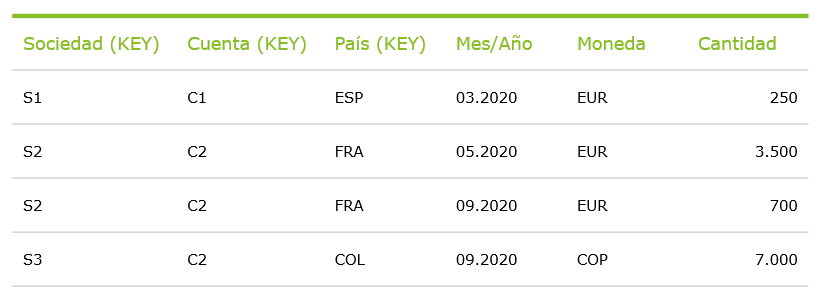 Sociedad (KEY) Cuenta (KEY) País (KEY) Mes/Año Moneda Cantidad
S1 C1 ESP 03.2020 EUR 250
S2 C2 FRA 05.2020 EUR 3.500
S2 C2 FRA 09.2020 EUR 700
S3 C2 COL 09.2020 COP 7.000